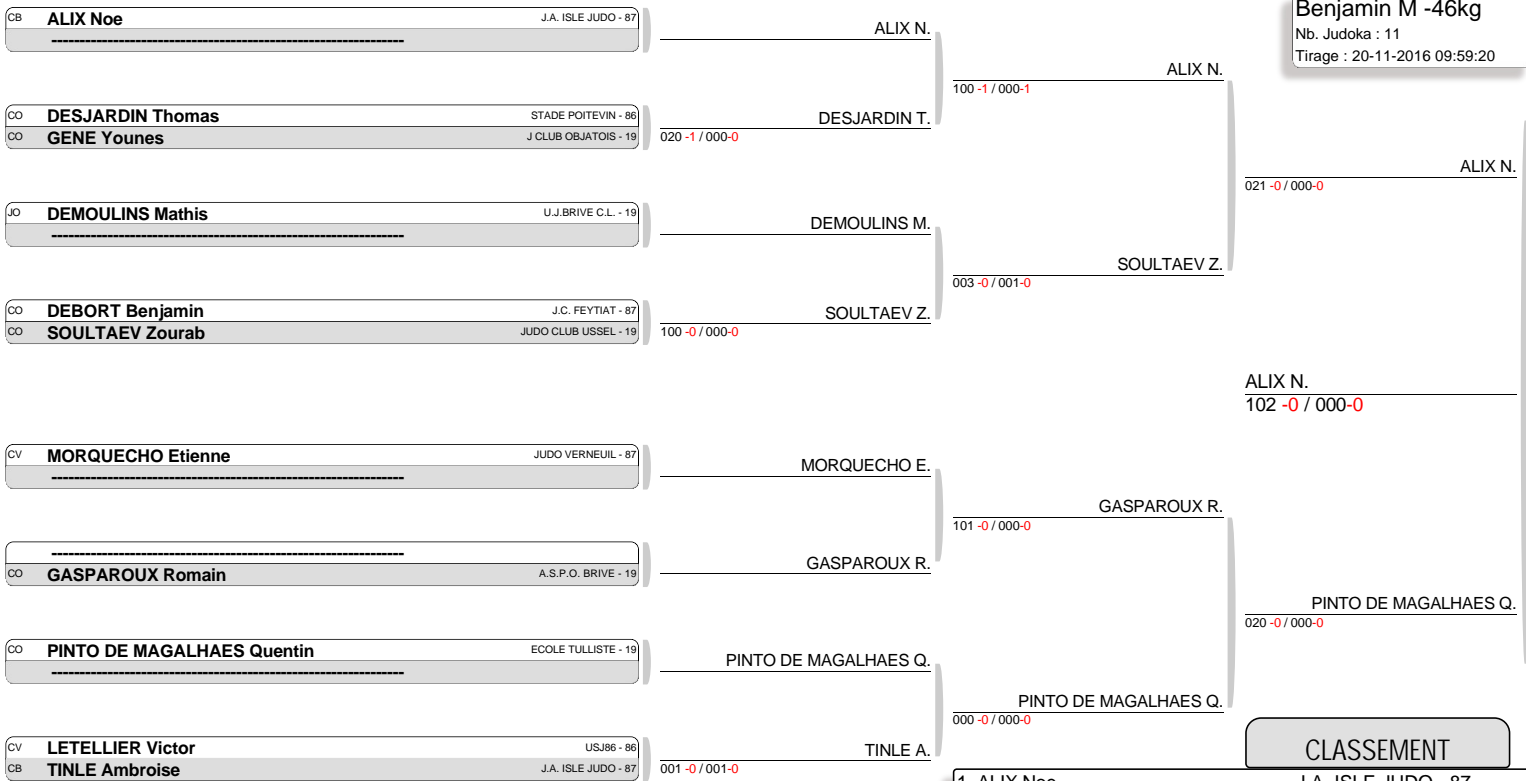 Benjamin M -46kg
Nb. Judoka : 11
Tirage : 20-11-2016 09:59:20
CB ALIX Noe J.A. ISLE JUDO - 87
----------------------------------------------------------------
CO DESJARDIN Thomas STADE POITEVIN - 86
CO GENE Younes J CLUB OBJATOIS - 19
JO DEMOULINS Mathis U.J.BRIVE C.L. - 19
----------------------------------------------------------------
CO DEBORT Benjamin J.C. FEYTIAT - 87
CO SOULTAEV Zourab JUDO CLUB USSEL - 19
CV MORQUECHO Etienne JUDO VERNEUIL - 87
----------------------------------------------------------------
----------------------------------------------------------------
CO GASPAROUX Romain A.S.P.O. BRIVE - 19
CO PINTO DE MAGALHAES Quentin ECOLE TULLISTE - 19
----------------------------------------------------------------
CV LETELLIER Victor USJ86 - 86
CB TINLE Ambroise J.A. ISLE JUDO - 87
ALIX N.
DESJARDIN T.
020 -1 / 000-0
DEMOULINS M.
SOULTAEV Z.
100 -0 / 000-0
MORQUECHO E.
GASPAROUX R.
PINTO DE MAGALHAES Q.
TINLE A.
001 -0 / 001-0
ALIX N.
100 -1 / 000-1
SOULTAEV Z.
003 -0 / 001-0
GASPAROUX R.
101 -0 / 000-0
PINTO DE MAGALHAES Q.
000 -0 / 000-0
ALIX N.
021 -0 / 000-0
ALIX N.
102 -0 / 000-0
PINTO DE MAGALHAES Q.
020 -0 / 000-0
CLASSEMENT
1. ALIX Noe J.A. ISLE JUDO - 87